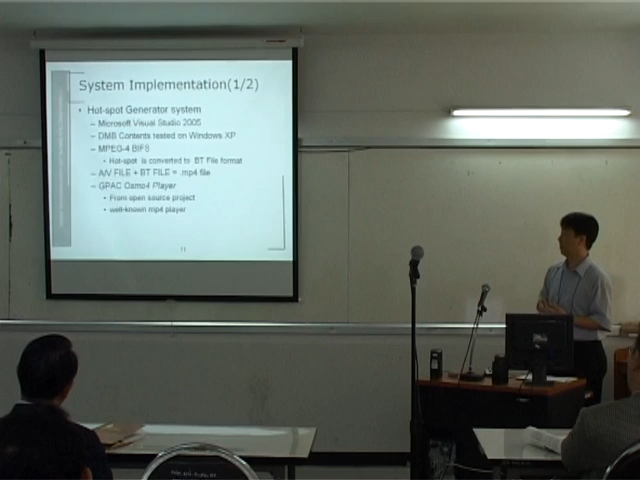 System Implementation(1/2)
• Hot-spot Generator system
– Microsoft Visual Studio 2005
– DMB Contents tested on Windows XP
– MPEG-4 BIFS
• Hot-spot is converted to BT File format
– A/V FILE + BT FILE = .mp4 file
– GPAC Osmo4 Player
• From open source project
• well-known mp4 player
11